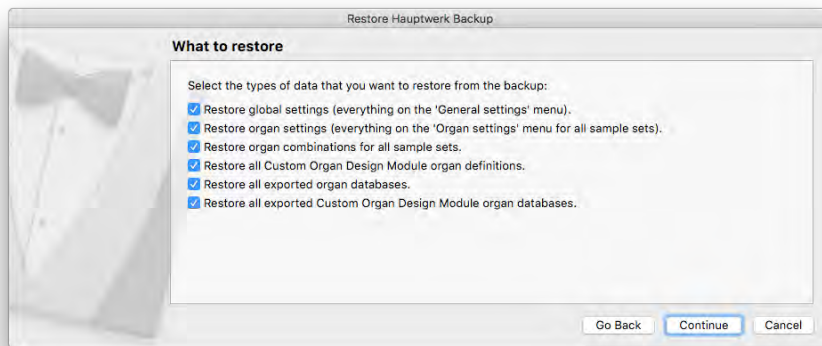 Restore Hauptwerk Backup
What to restore
Select the types of data that you want to restore from the backup:
Restore global settings (everything on the 'General settings' menu).
Restore organ settings (everything on the 'Organ settings' menu for all sample sets).
Restore organ combinations for all sample sets.
Restore all Custom Organ Design Module organ definitions.
Restore all exported organ databases.
Restore all exported Custom Organ Design Module organ databases.
Go Back Continue Cancel